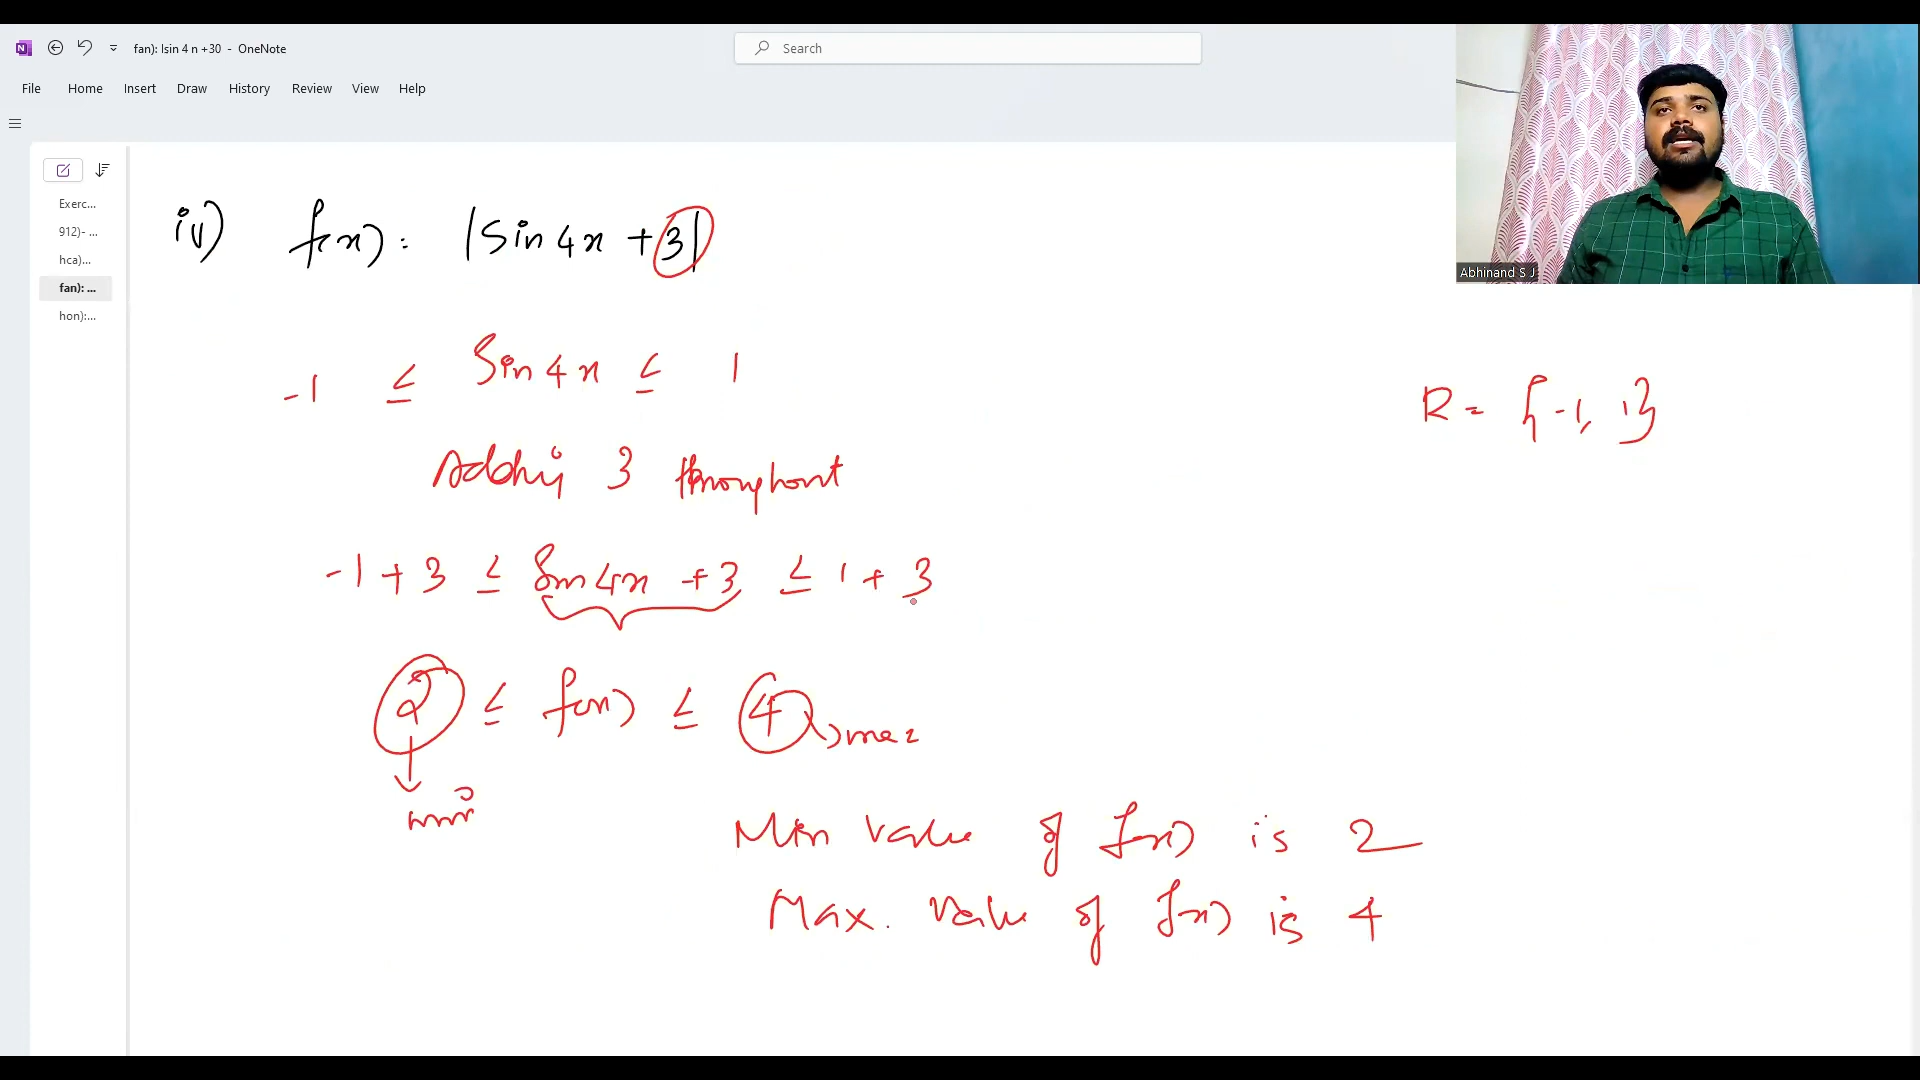 fan): Isin 4 n +30 - OneNote
Search
File Home Insert Draw History Review View Help
Exerc...
912)- ...
hca)...
fan): ...
hon):...
Abhinand S J
iv) f(x) : |Sin 4x + 3|
-1 ≤ Sin 4x ≤ 1
R = {-1, 1}
Adding 3 throughout
-1 + 3 ≤ Sin 4x + 3 ≤ 1 + 3
2 ≤ f(x) ≤ 4 max
min
Min value of f(x) is 2
Max. value of f(x) is 4